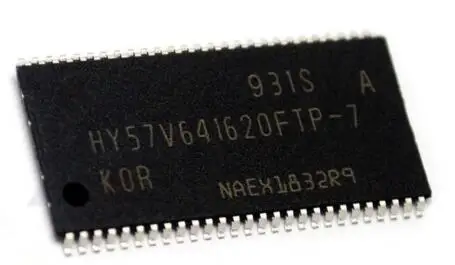 931S A
HY57V641620FTP-7
KOR NAEX1832R9